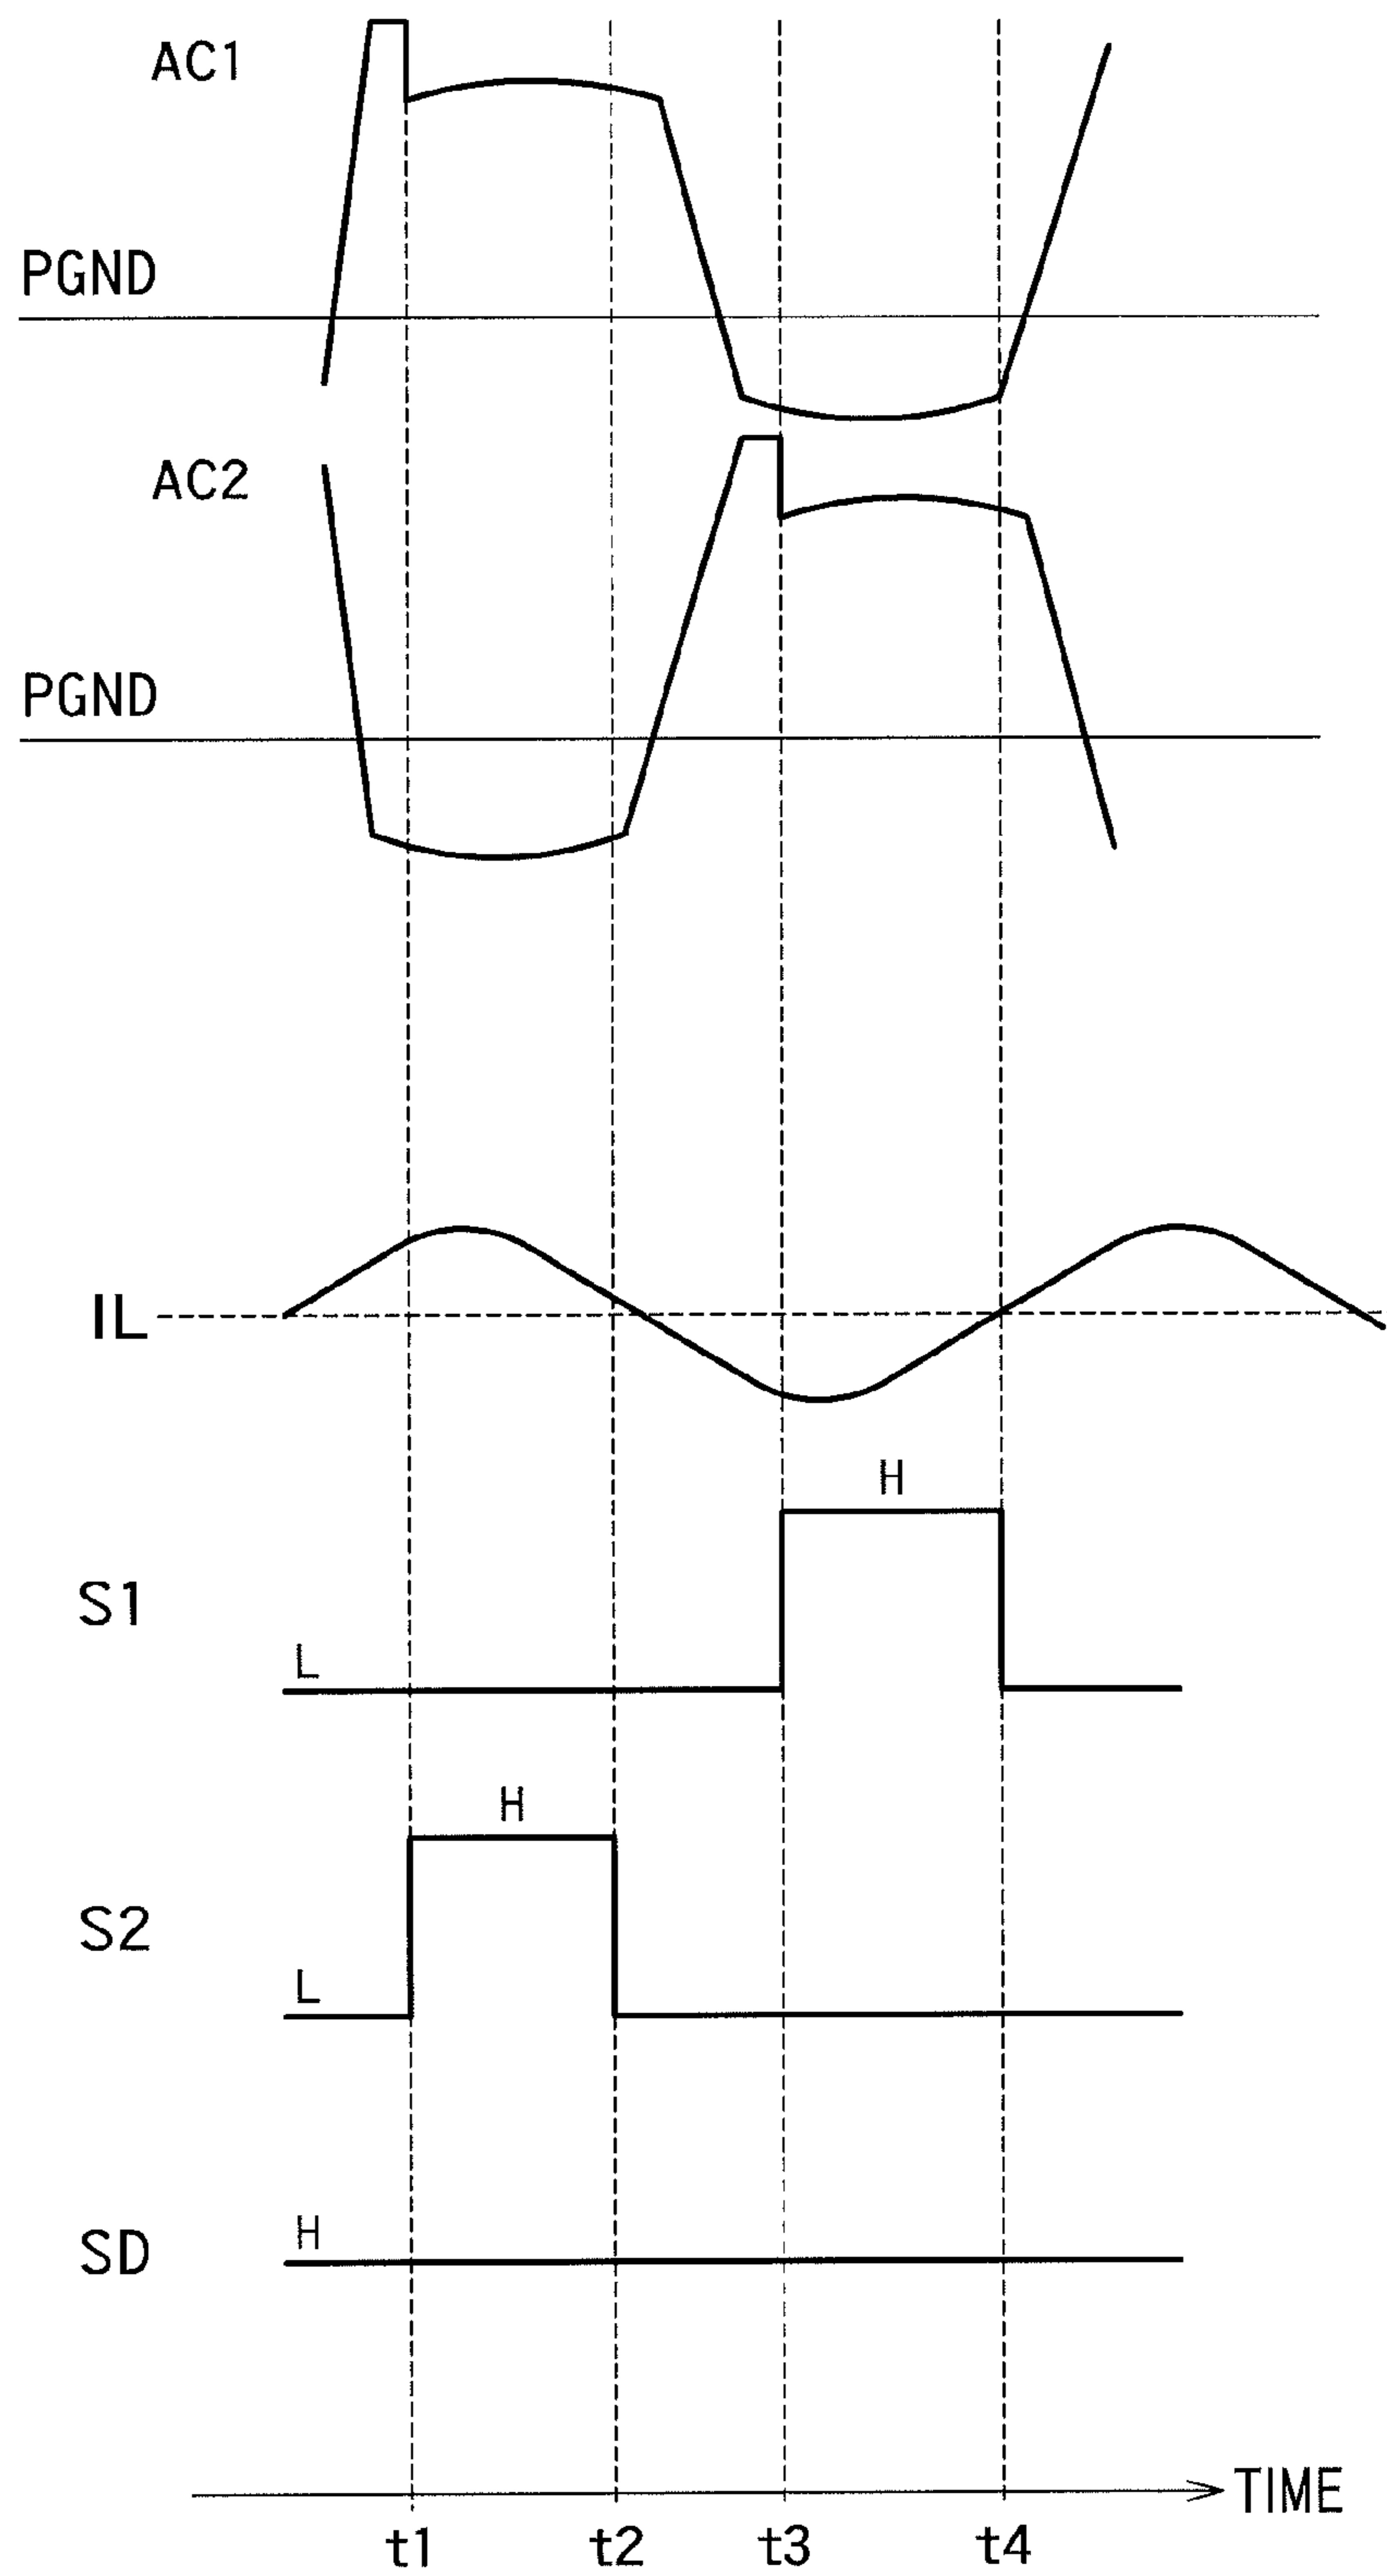 AC1
PGND
AC2
PGND
IL
H
S1
L
H
S2
L
H
SD
TIME
t1 t2 t3 t4